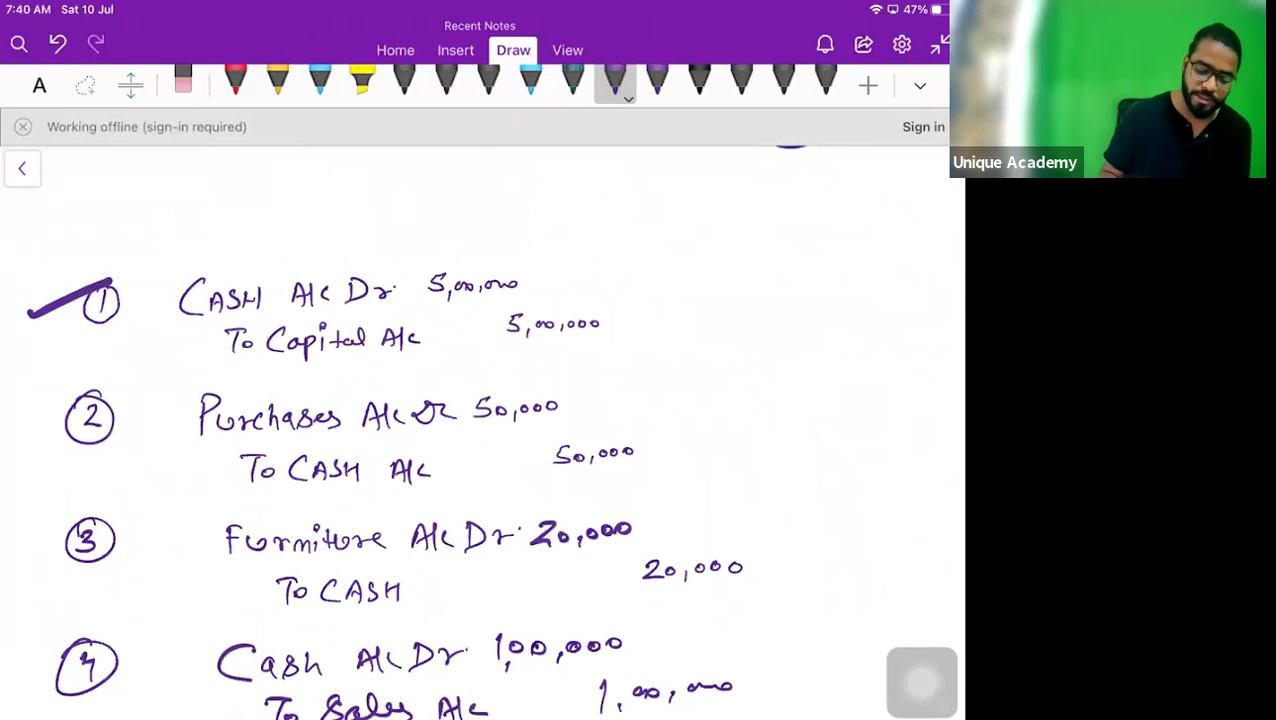 7:40 AM Sat 10 Jul
47%
Recent Notes
Home Insert Draw View
A
Working offline (sign-in required)
Sign in
Unique Academy
1 CASH A/c Dr. 5,00,000
To Capital A/c 5,00,000
2 Purchases A/c Dr 50,000
To CASH A/c 50,000
3 Furniture A/c Dr. 20,000
To CASH 20,000
4 Cash A/c Dr. 1,00,000
To Sales A/c 1,00,000